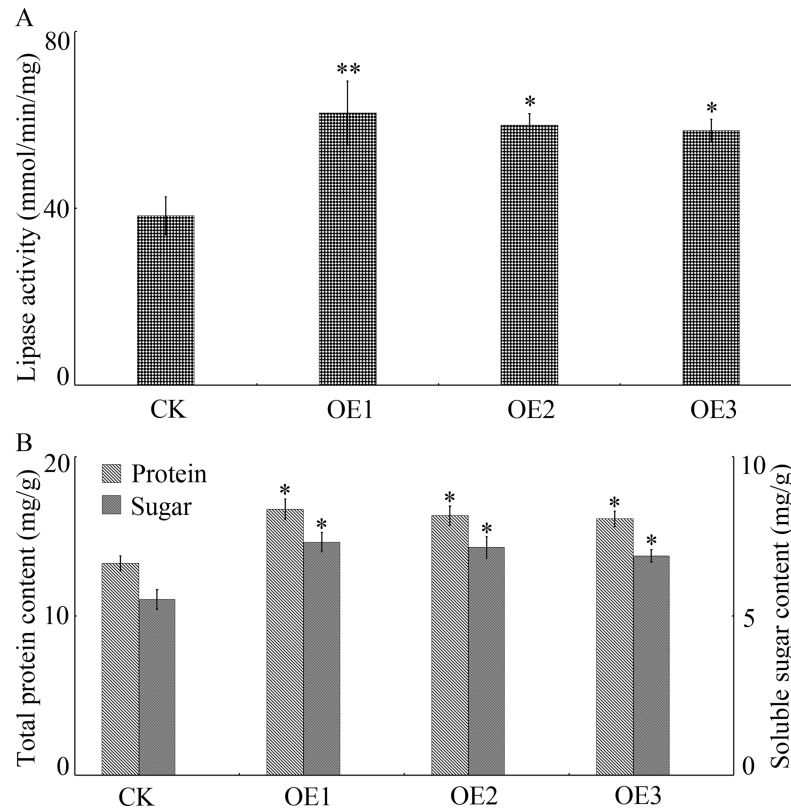 A
80
40
0
Lipase activity (mmol/min/mg)
**
*
*
CK OE1 OE2 OE3
B
20
10
0
Total protein content (mg/g)
Protein
Sugar
* * * * * *
10
5
0
Soluble sugar content (mg/g)
CK OE1 OE2 OE3